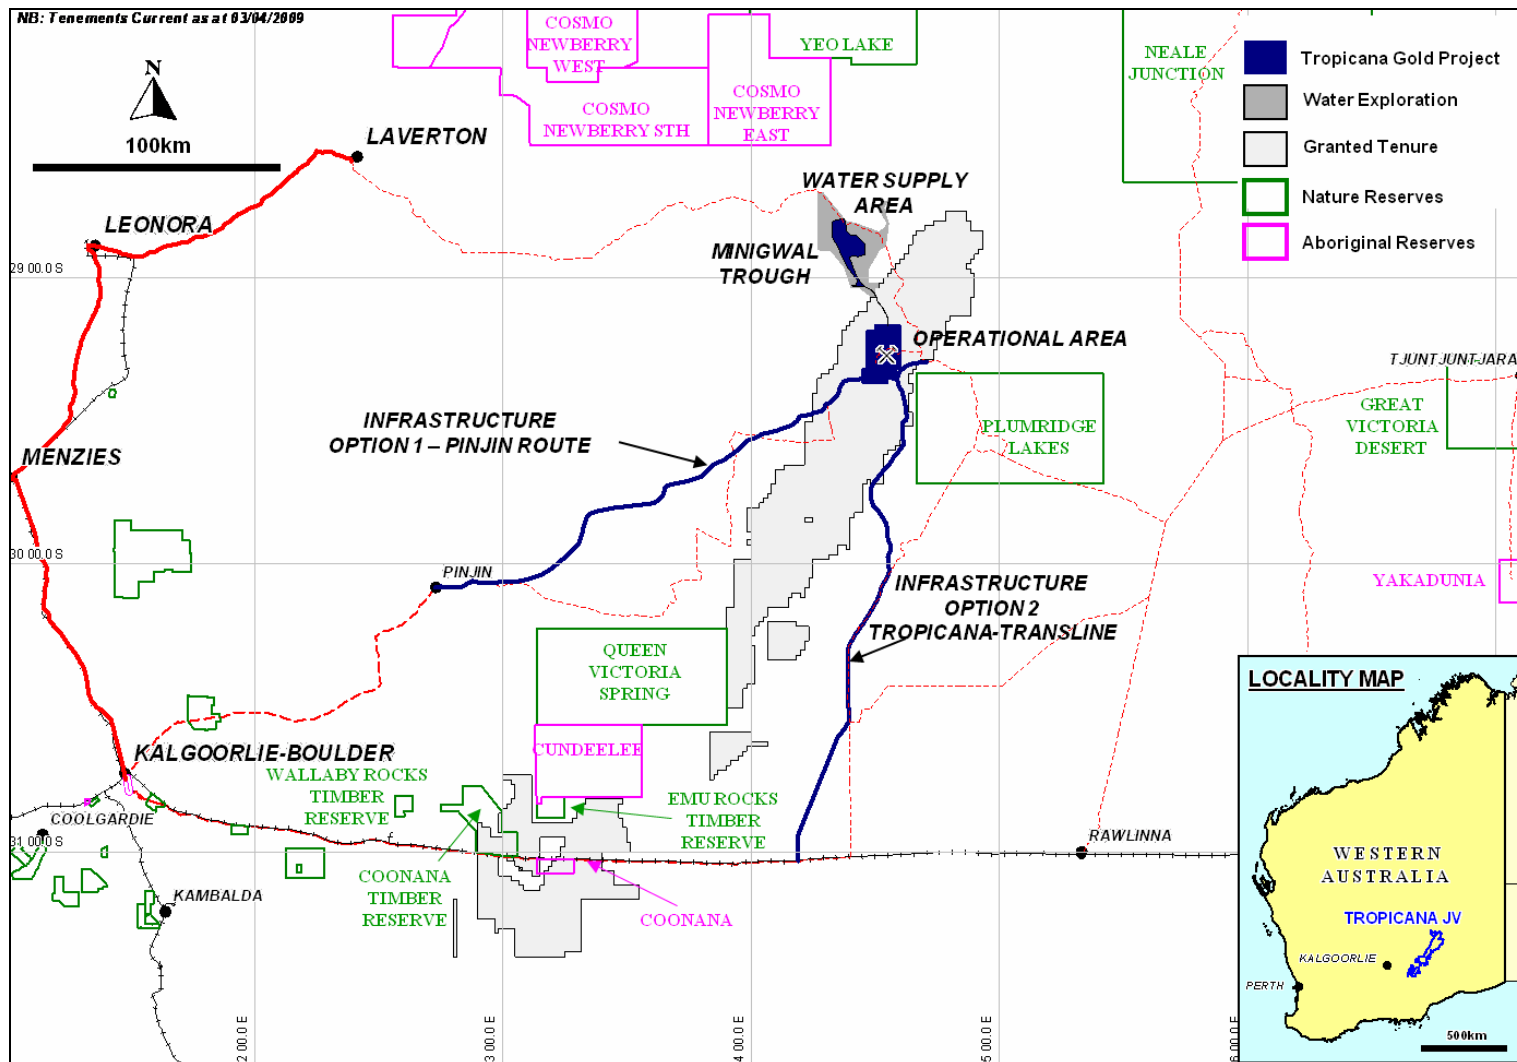 NB: Tenements Current as at 03/04/2009
N
100km
COSMO
NEWBERRY
WEST
YEO LAKE
NEALE
JUNCTION
COSMO
NEWBERRY STH
COSMO
NEWBERRY
EAST
Tropicana Gold Project
Water Exploration
Granted Tenure
Nature Reserves
Aboriginal Reserves
LAVERTON
LEONORA
WATER SUPPLY
AREA
MINIGWAL
TROUGH
29 00.0 S
OPERATIONAL AREA
TJUNTJUNTJARA
INFRASTRUCTURE
OPTION 1 – PINJIN ROUTE
PLUMRIDGE
LAKES
GREAT
VICTORIA
DESERT
MENZIES
30 00.0 S
PINJIN
YAKADUNIA
INFRASTRUCTURE
OPTION 2
TROPICANA-TRANSLINE
QUEEN
VICTORIA
SPRING
KALGOORLIE-BOULDER
CUNDEELEE
WALLABY ROCKS
TIMBER
RESERVE
EMU ROCKS
TIMBER
RESERVE
COOLGARDIE
31 00.0 S
RAWLINNA
KAMBALDA
COONANA
TIMBER
RESERVE
COONANA
2 00.0 E
3 00.0 E
4 00.0 E
5 00.0 E
6 00.0 E
LOCALITY MAP
WESTERN
AUSTRALIA
TROPICANA JV
KALGOORLIE
PERTH
500km